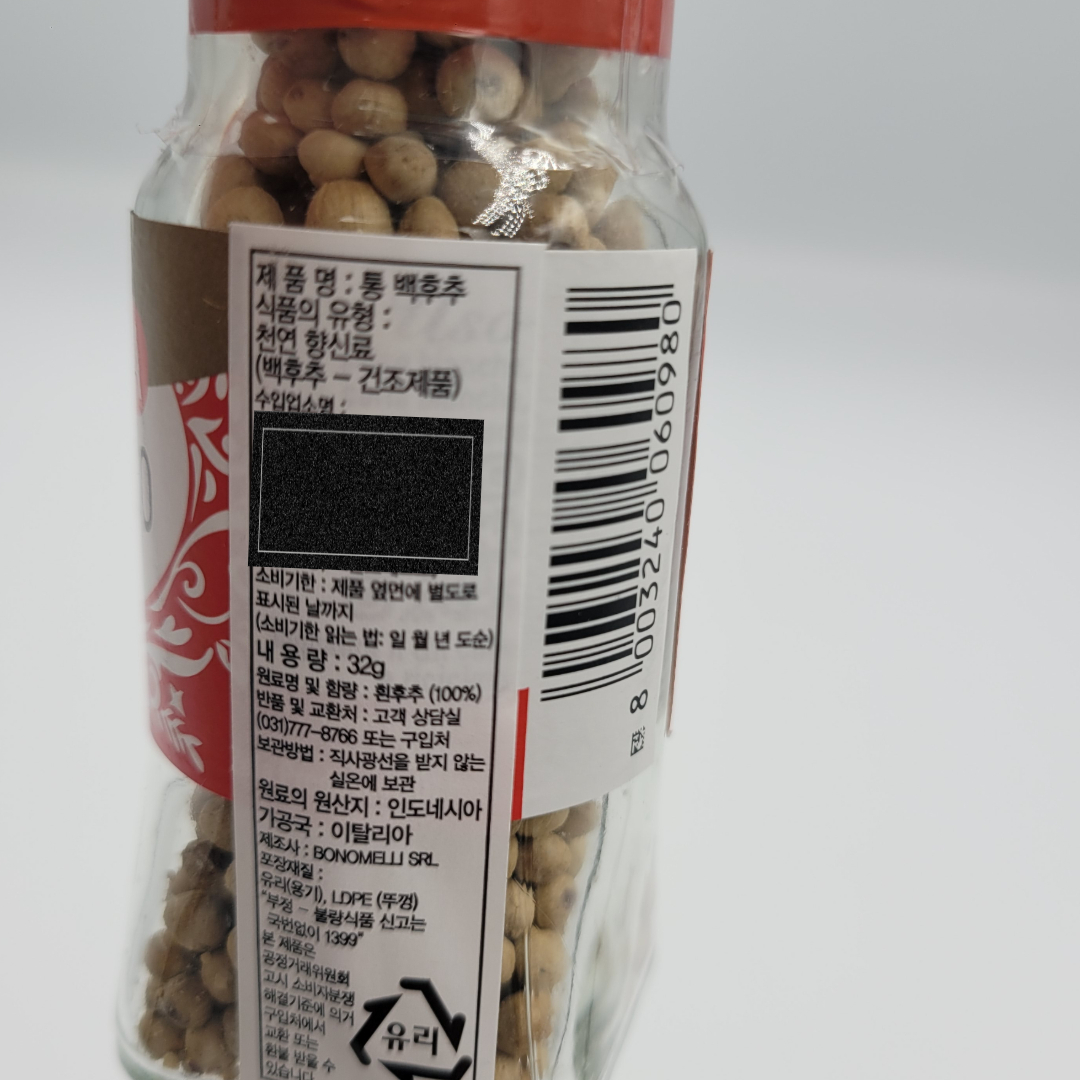 제 품 명 : 통 백후추
식품의 유형 :
천연 향신료
(백후추 - 건조제품)
수입업소명 :
소비기한 : 제품 옆면에 별도로
표시된 날까지
(소비기한 읽는 법: 일 월 년 도순)
내 용 량 : 32g
원료명 및 함량 : 흰후추 (100%)
반품 및 교환처 : 고객 상담실
(031)777-8766 또는 구입처
보관방법 : 직사광선을 받지 않는
실온에 보관
원료의 원산지 : 인도네시아
가공국 : 이탈리아
제조사 : BONOMELLI SRL
포장재질 :
유리(용기), LDPE (뚜껑)
"부정 - 불량식품 신고는
국번없이 1399"
본 제품은
공정거래위원회
고시 소비자분쟁
해결기준에 의거
구입처에서
교환 또는
환불 받을 수
있습니다
유리
8 003240 060980